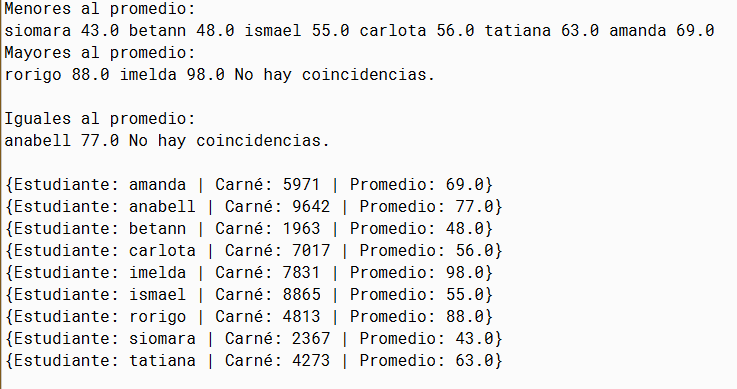 Menores al promedio:
siomara 43.0 betann 48.0 ismael 55.0 carlota 56.0 tatiana 63.0 amanda 69.0
Mayores al promedio:
rorigo 88.0 imelda 98.0 No hay coincidencias.
Iguales al promedio:
anabell 77.0 No hay coincidencias.
{Estudiante: amanda | Carné: 5971 | Promedio: 69.0}
{Estudiante: anabell | Carné: 9642 | Promedio: 77.0}
{Estudiante: betann | Carné: 1963 | Promedio: 48.0}
{Estudiante: carlota | Carné: 7017 | Promedio: 56.0}
{Estudiante: imelda | Carné: 7831 | Promedio: 98.0}
{Estudiante: ismael | Carné: 8865 | Promedio: 55.0}
{Estudiante: rorigo | Carné: 4813 | Promedio: 88.0}
{Estudiante: siomara | Carné: 2367 | Promedio: 43.0}
{Estudiante: tatiana | Carné: 4273 | Promedio: 63.0}